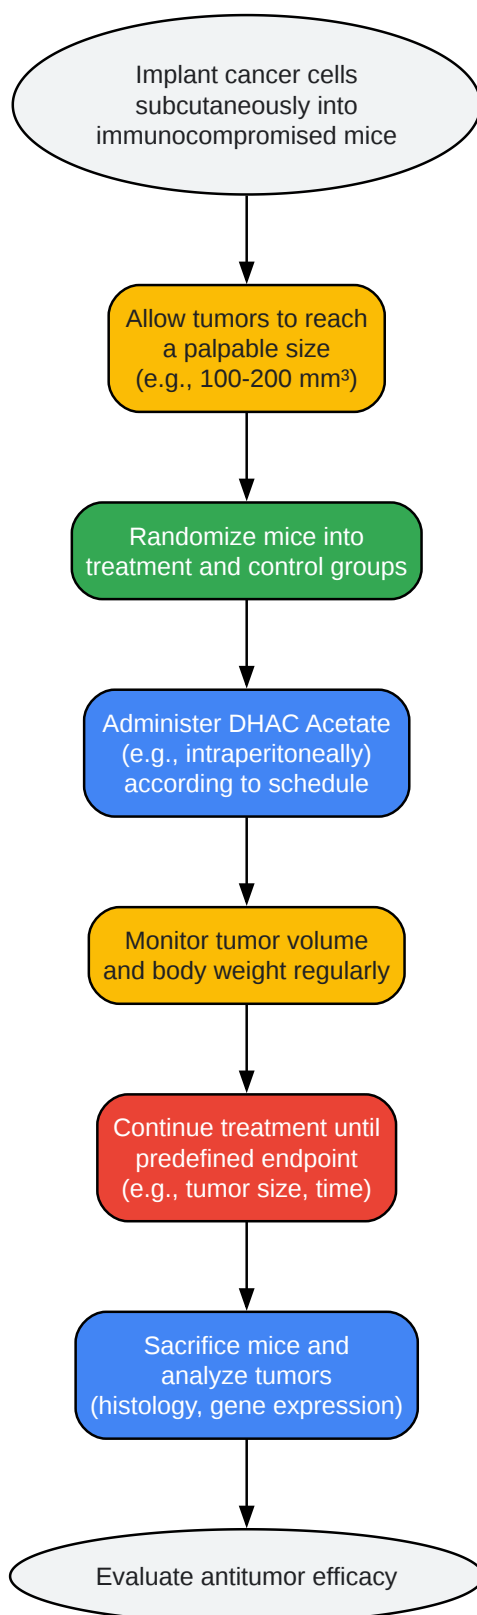 Implant cancer cells
subcutaneously into
immunocompromised mice
Allow tumors to reach
a palpable size
(e.g., 100-200 mm³)
Randomize mice into
treatment and control groups
Administer DHAC Acetate
(e.g., intraperitoneally)
according to schedule
Monitor tumor volume
and body weight regularly
Continue treatment until
predefined endpoint
(e.g., tumor size, time)
Sacrifice mice and
analyze tumors
(histology, gene expression)
Evaluate antitumor efficacy